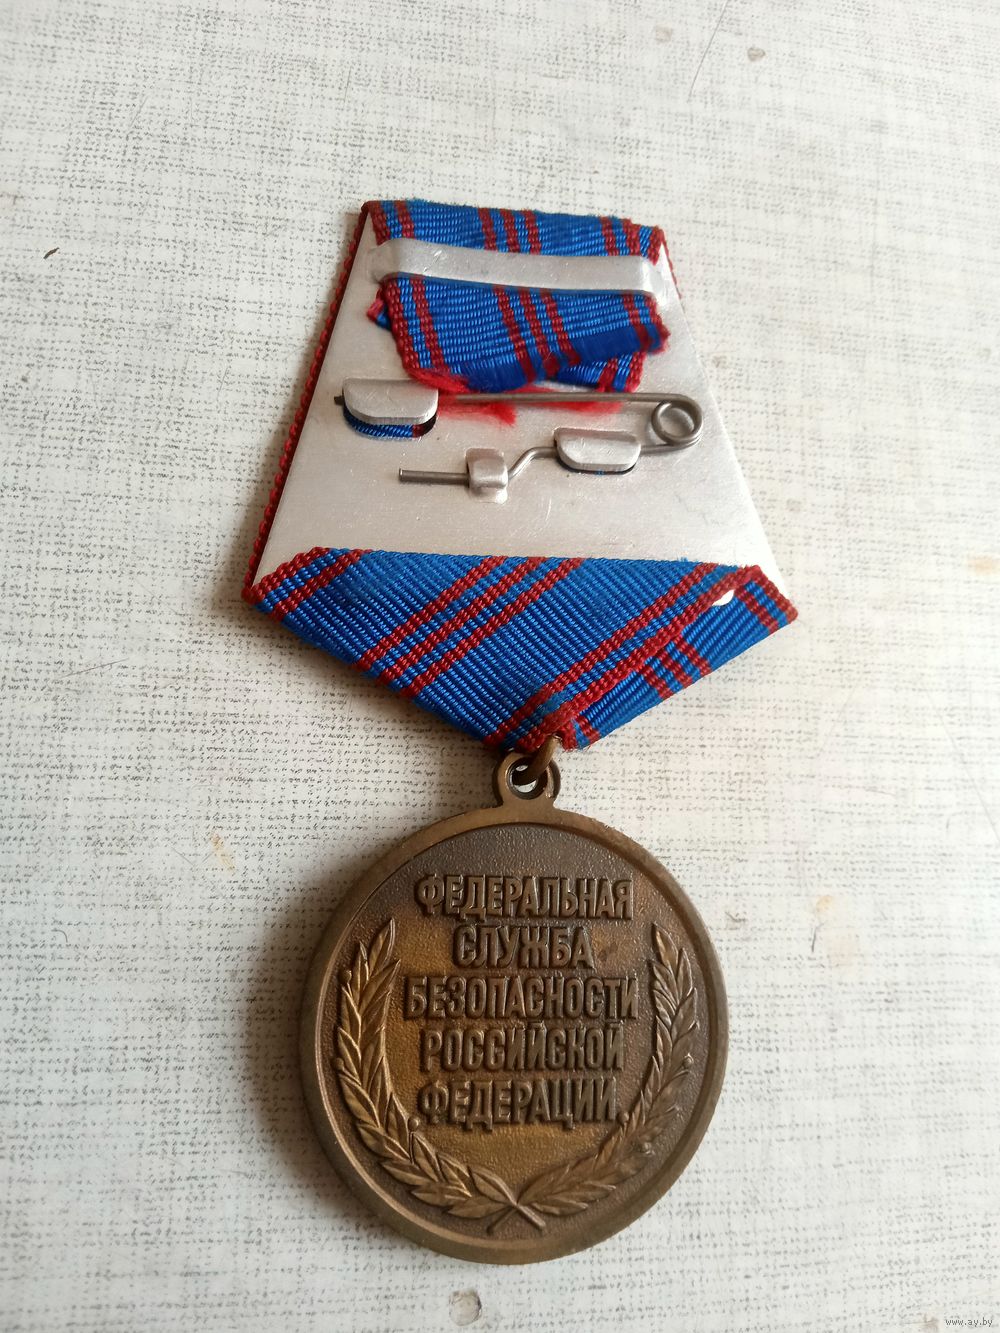 ФЕДЕРАЛЬНАЯ
СЛУЖБА
БЕЗОПАСНОСТИ
РОССИЙСКОЙ
ФЕДЕРАЦИИ
www.ay.by